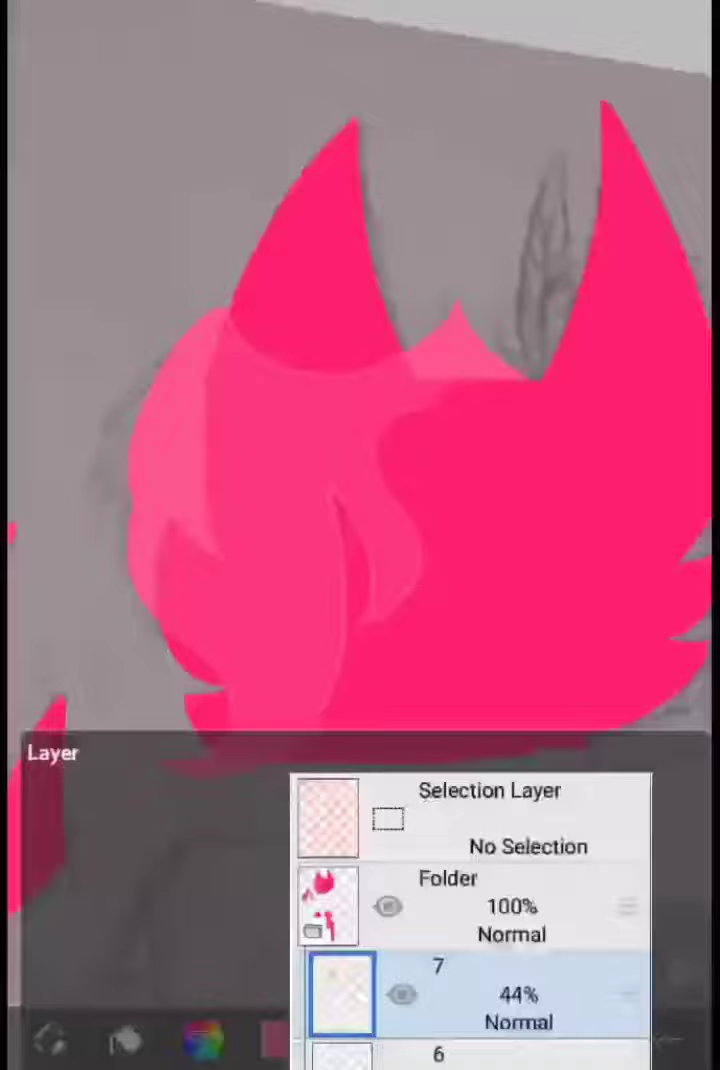 Layer
Selection Layer
No Selection
Folder
100%
Normal
7
44%
Normal
6